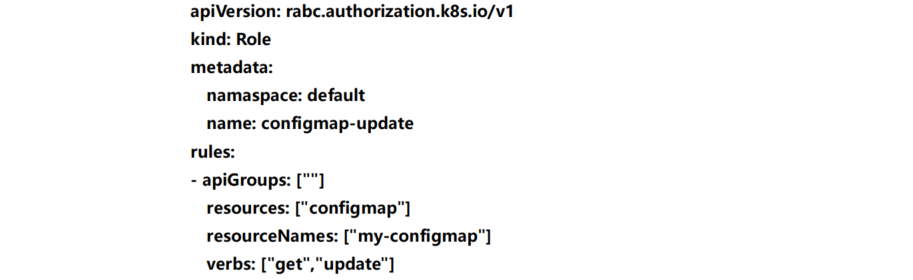 apiVersion: rabc.authorization.k8s.io/v1
kind: Role
metadata:
  namaspace: default
  name: configmap-update
rules:
- apiGroups: [""]
  resources: ["configmap"]
  resourceNames: ["my-configmap"]
  verbs: ["get","update"]